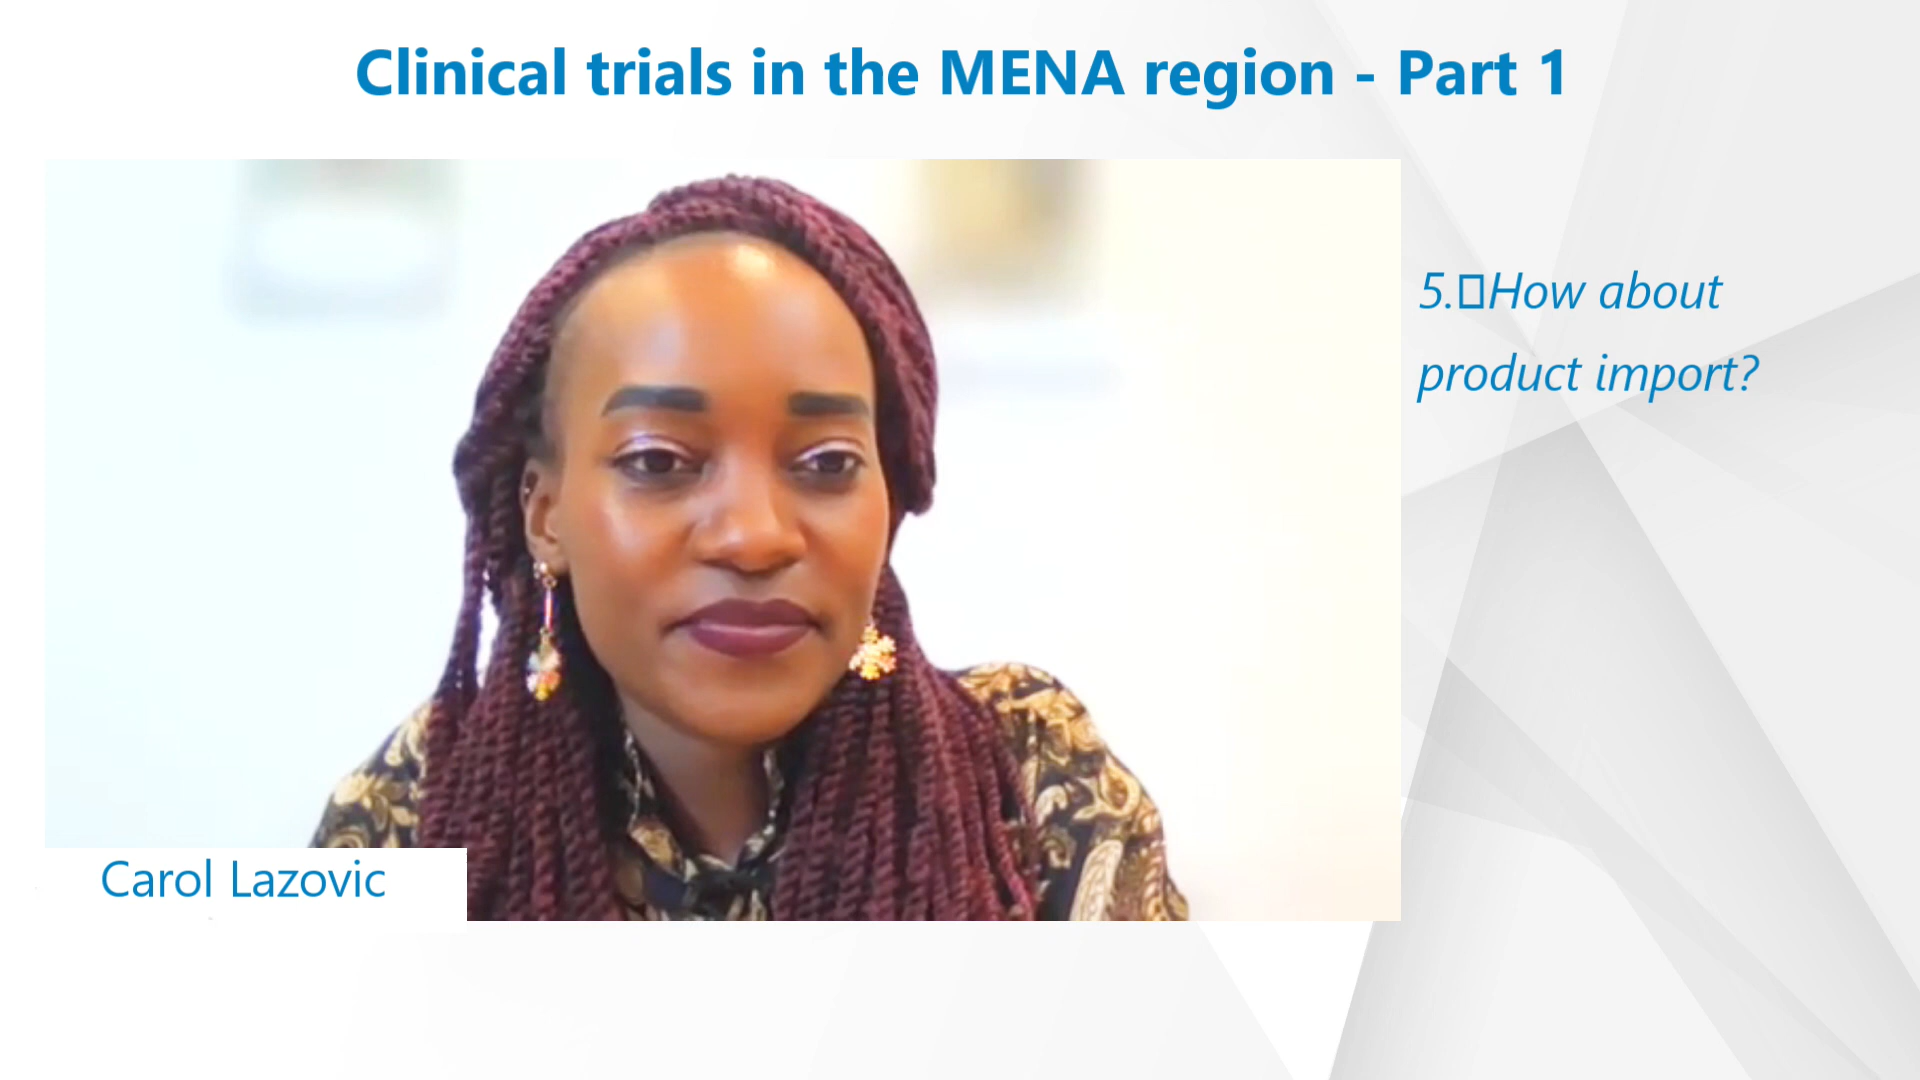 Clinical trials in the MENA region - Part 1
5.▯How about
product import?
Carol Lazovic